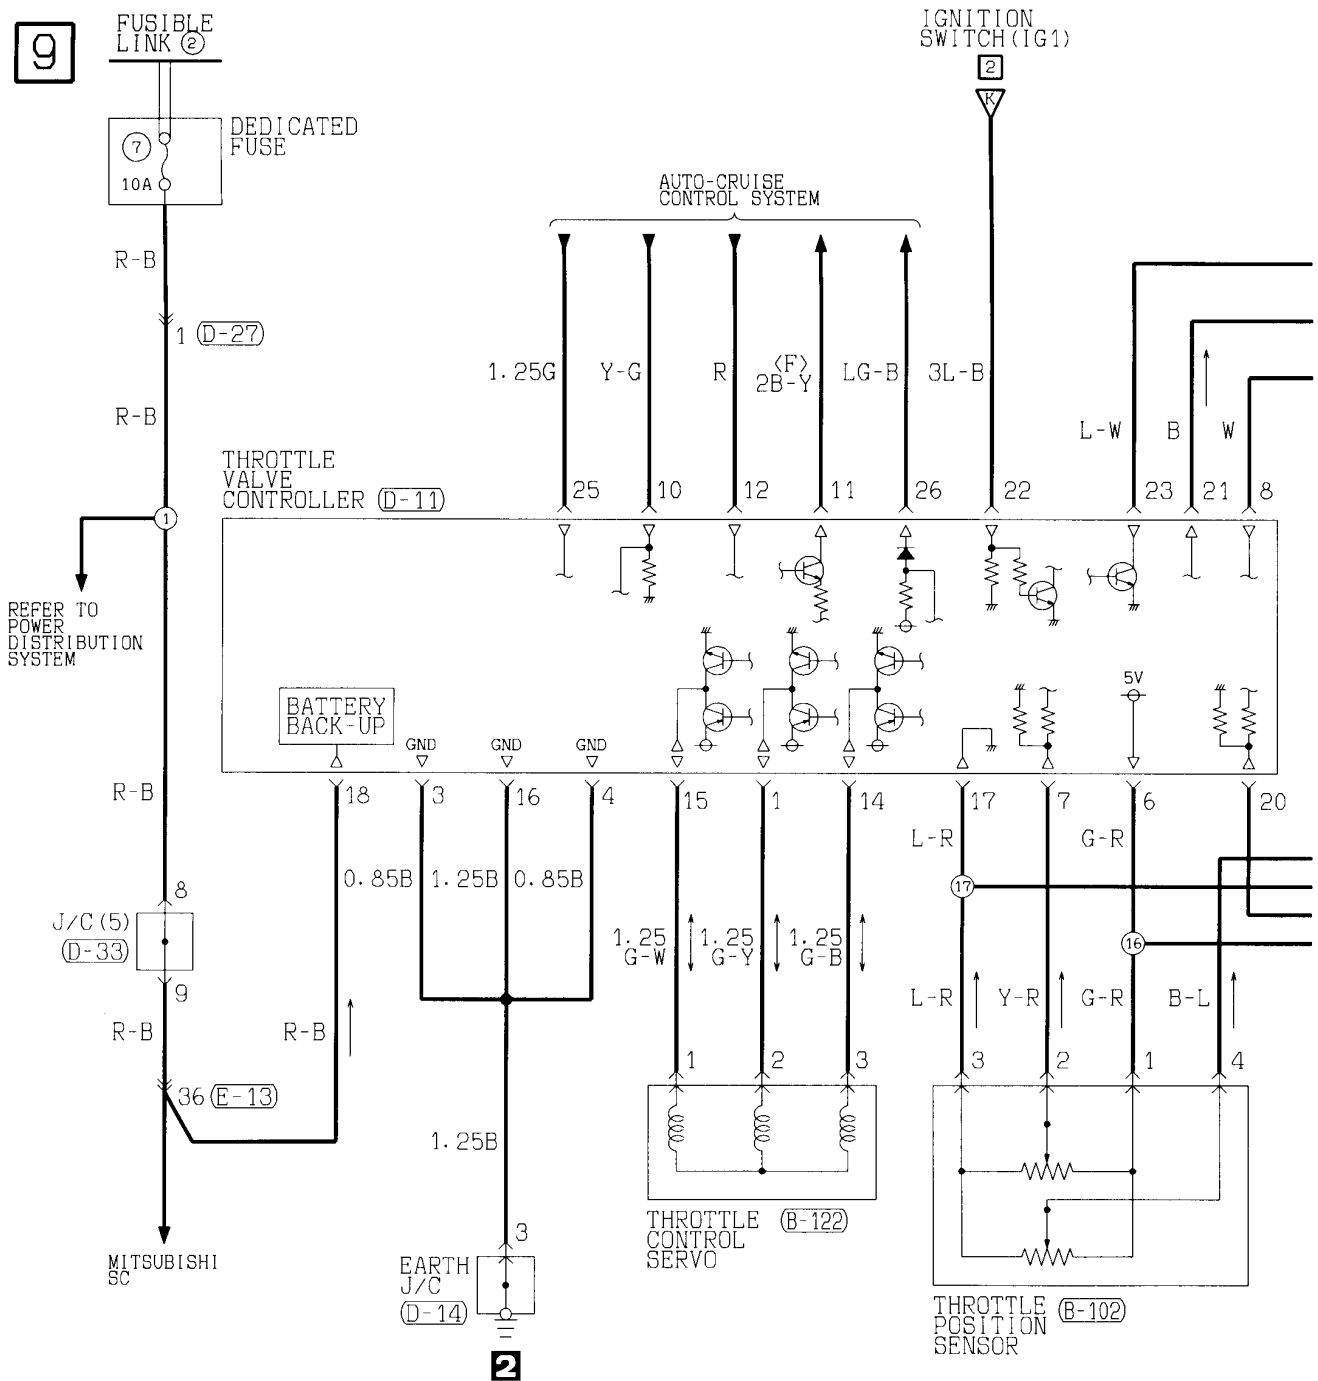 9
FUSIBLE
LINK ②
IGNITION
SWITCH(IG1)
2
K
DEDICATED
FUSE
7
10A
AUTO-CRUISE
CONTROL SYSTEM
R-B
1 (D-27)
1.25G
Y-G
R
〈F〉
2B-Y
LG-B
3L-B
R-B
L-W
B
W
THROTTLE
VALVE
CONTROLLER (D-11)
25
10
12
11
26
22
23
21
8
1
REFER TO
POWER
DISTRIBUTION
SYSTEM
5V
BATTERY
BACK-UP
GND
GND
GND
R-B
18
3
16
4
15
1
14
17
7
6
20
L-R
G-R
0.85B
1.25B
0.85B
8
17
J/C(5)
(D-33)
1.25
G-W
1.25
G-Y
1.25
G-B
16
9
R-B
R-B
L-R
Y-R
G-R
B-L
1
2
3
3
2
1
4
36 (E-13)
1.25B
THROTTLE
CONTROL
SERVO
(B-122)
3
MITSUBISHI
SC
EARTH
J/C
(D-14)
THROTTLE
POSITION
SENSOR
(B-102)
2